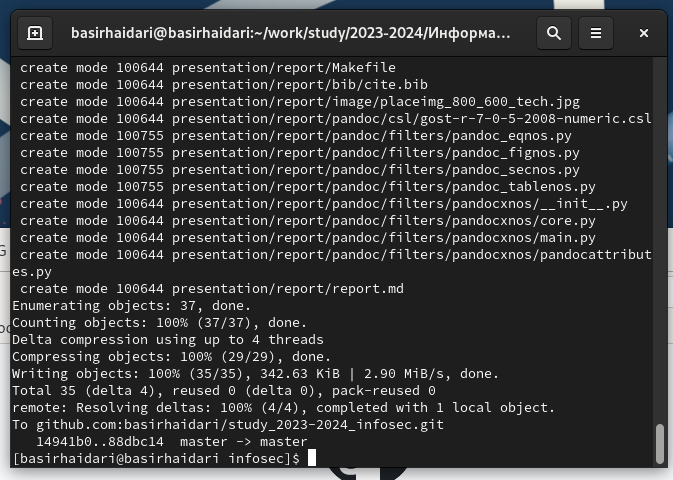 basirhaidari@basirhaidari:~/work/study/2023-2024/Информа...
create mode 100644 presentation/report/Makefile
create mode 100644 presentation/report/bib/cite.bib
create mode 100644 presentation/report/image/placeimg_800_600_tech.jpg
create mode 100644 presentation/report/pandoc/csl/gost-r-7-0-5-2008-numeric.csl
create mode 100755 presentation/report/pandoc/filters/pandoc_eqnos.py
create mode 100755 presentation/report/pandoc/filters/pandoc_fignos.py
create mode 100755 presentation/report/pandoc/filters/pandoc_secnos.py
create mode 100755 presentation/report/pandoc/filters/pandoc_tablenos.py
create mode 100644 presentation/report/pandoc/filters/pandocxnos/__init__.py
create mode 100644 presentation/report/pandoc/filters/pandocxnos/core.py
create mode 100644 presentation/report/pandoc/filters/pandocxnos/main.py
create mode 100644 presentation/report/pandoc/filters/pandocxnos/pandocattribut
es.py
create mode 100644 presentation/report/report.md
Enumerating objects: 37, done.
Counting objects: 100% (37/37), done.
Delta compression using up to 4 threads
Compressing objects: 100% (29/29), done.
Writing objects: 100% (35/35), 342.63 KiB | 2.90 MiB/s, done.
Total 35 (delta 4), reused 0 (delta 0), pack-reused 0
remote: Resolving deltas: 100% (4/4), completed with 1 local object.
To github.com:basirhaidari/study_2023-2024_infosec.git
14941b0..88dbc14  master -> master
[basirhaidari@basirhaidari infosec]$